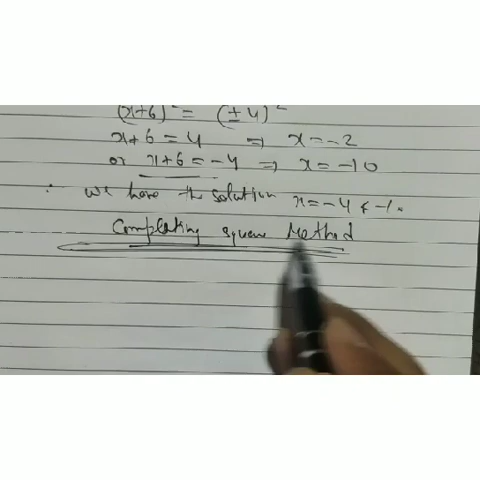 (x+6)² = (±4)²
x+6 = 4 ⇒ x = -2
or x+6 = -4 ⇒ x = -10
∴ we have the solution x = -4 &
Completing square Method